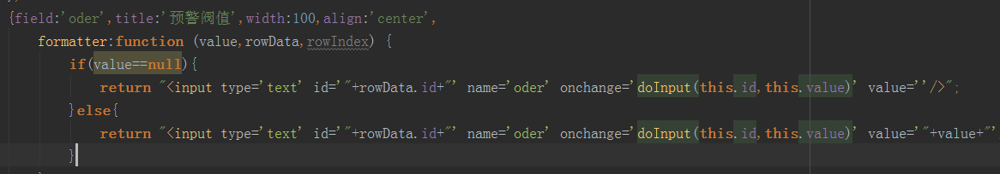 {field:'oder',title:'预警阀值',width:100,align:'center',
formatter:function (value,rowData,rowIndex) {
if(value==null){
return "<input type='text' id='"+rowData.id+"' name='oder' onchange='doInput(this.id,this.value)' value=''/>";
}else{
return "<input type='text' id='"+rowData.id+"' name='oder' onchange='doInput(this.id,this.value)' value='"+value+"'
}